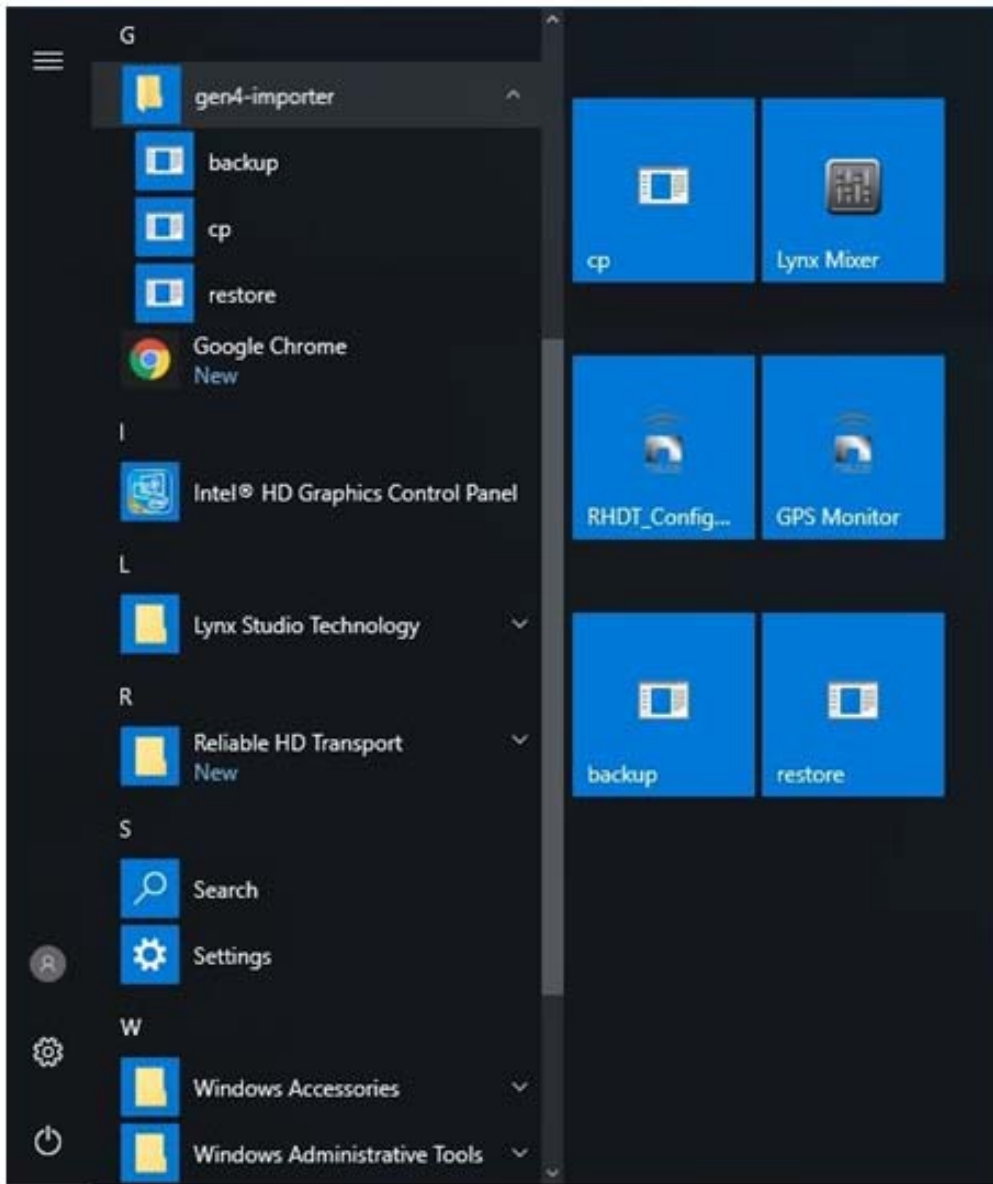 G
gen4-importer
backup
cp
restore
Google Chrome
New
I
Intel® HD Graphics Control Panel
L
Lynx Studio Technology
R
Reliable HD Transport
New
S
Search
Settings
W
Windows Accessories
Windows Administrative Tools
cp
Lynx Mixer
RHDT_Config...
GPS Monitor
backup
restore